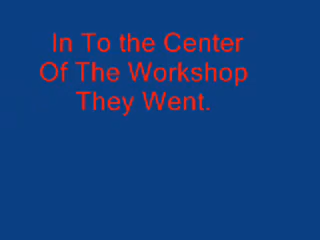 In To the Center
Of The Workshop
They Went.